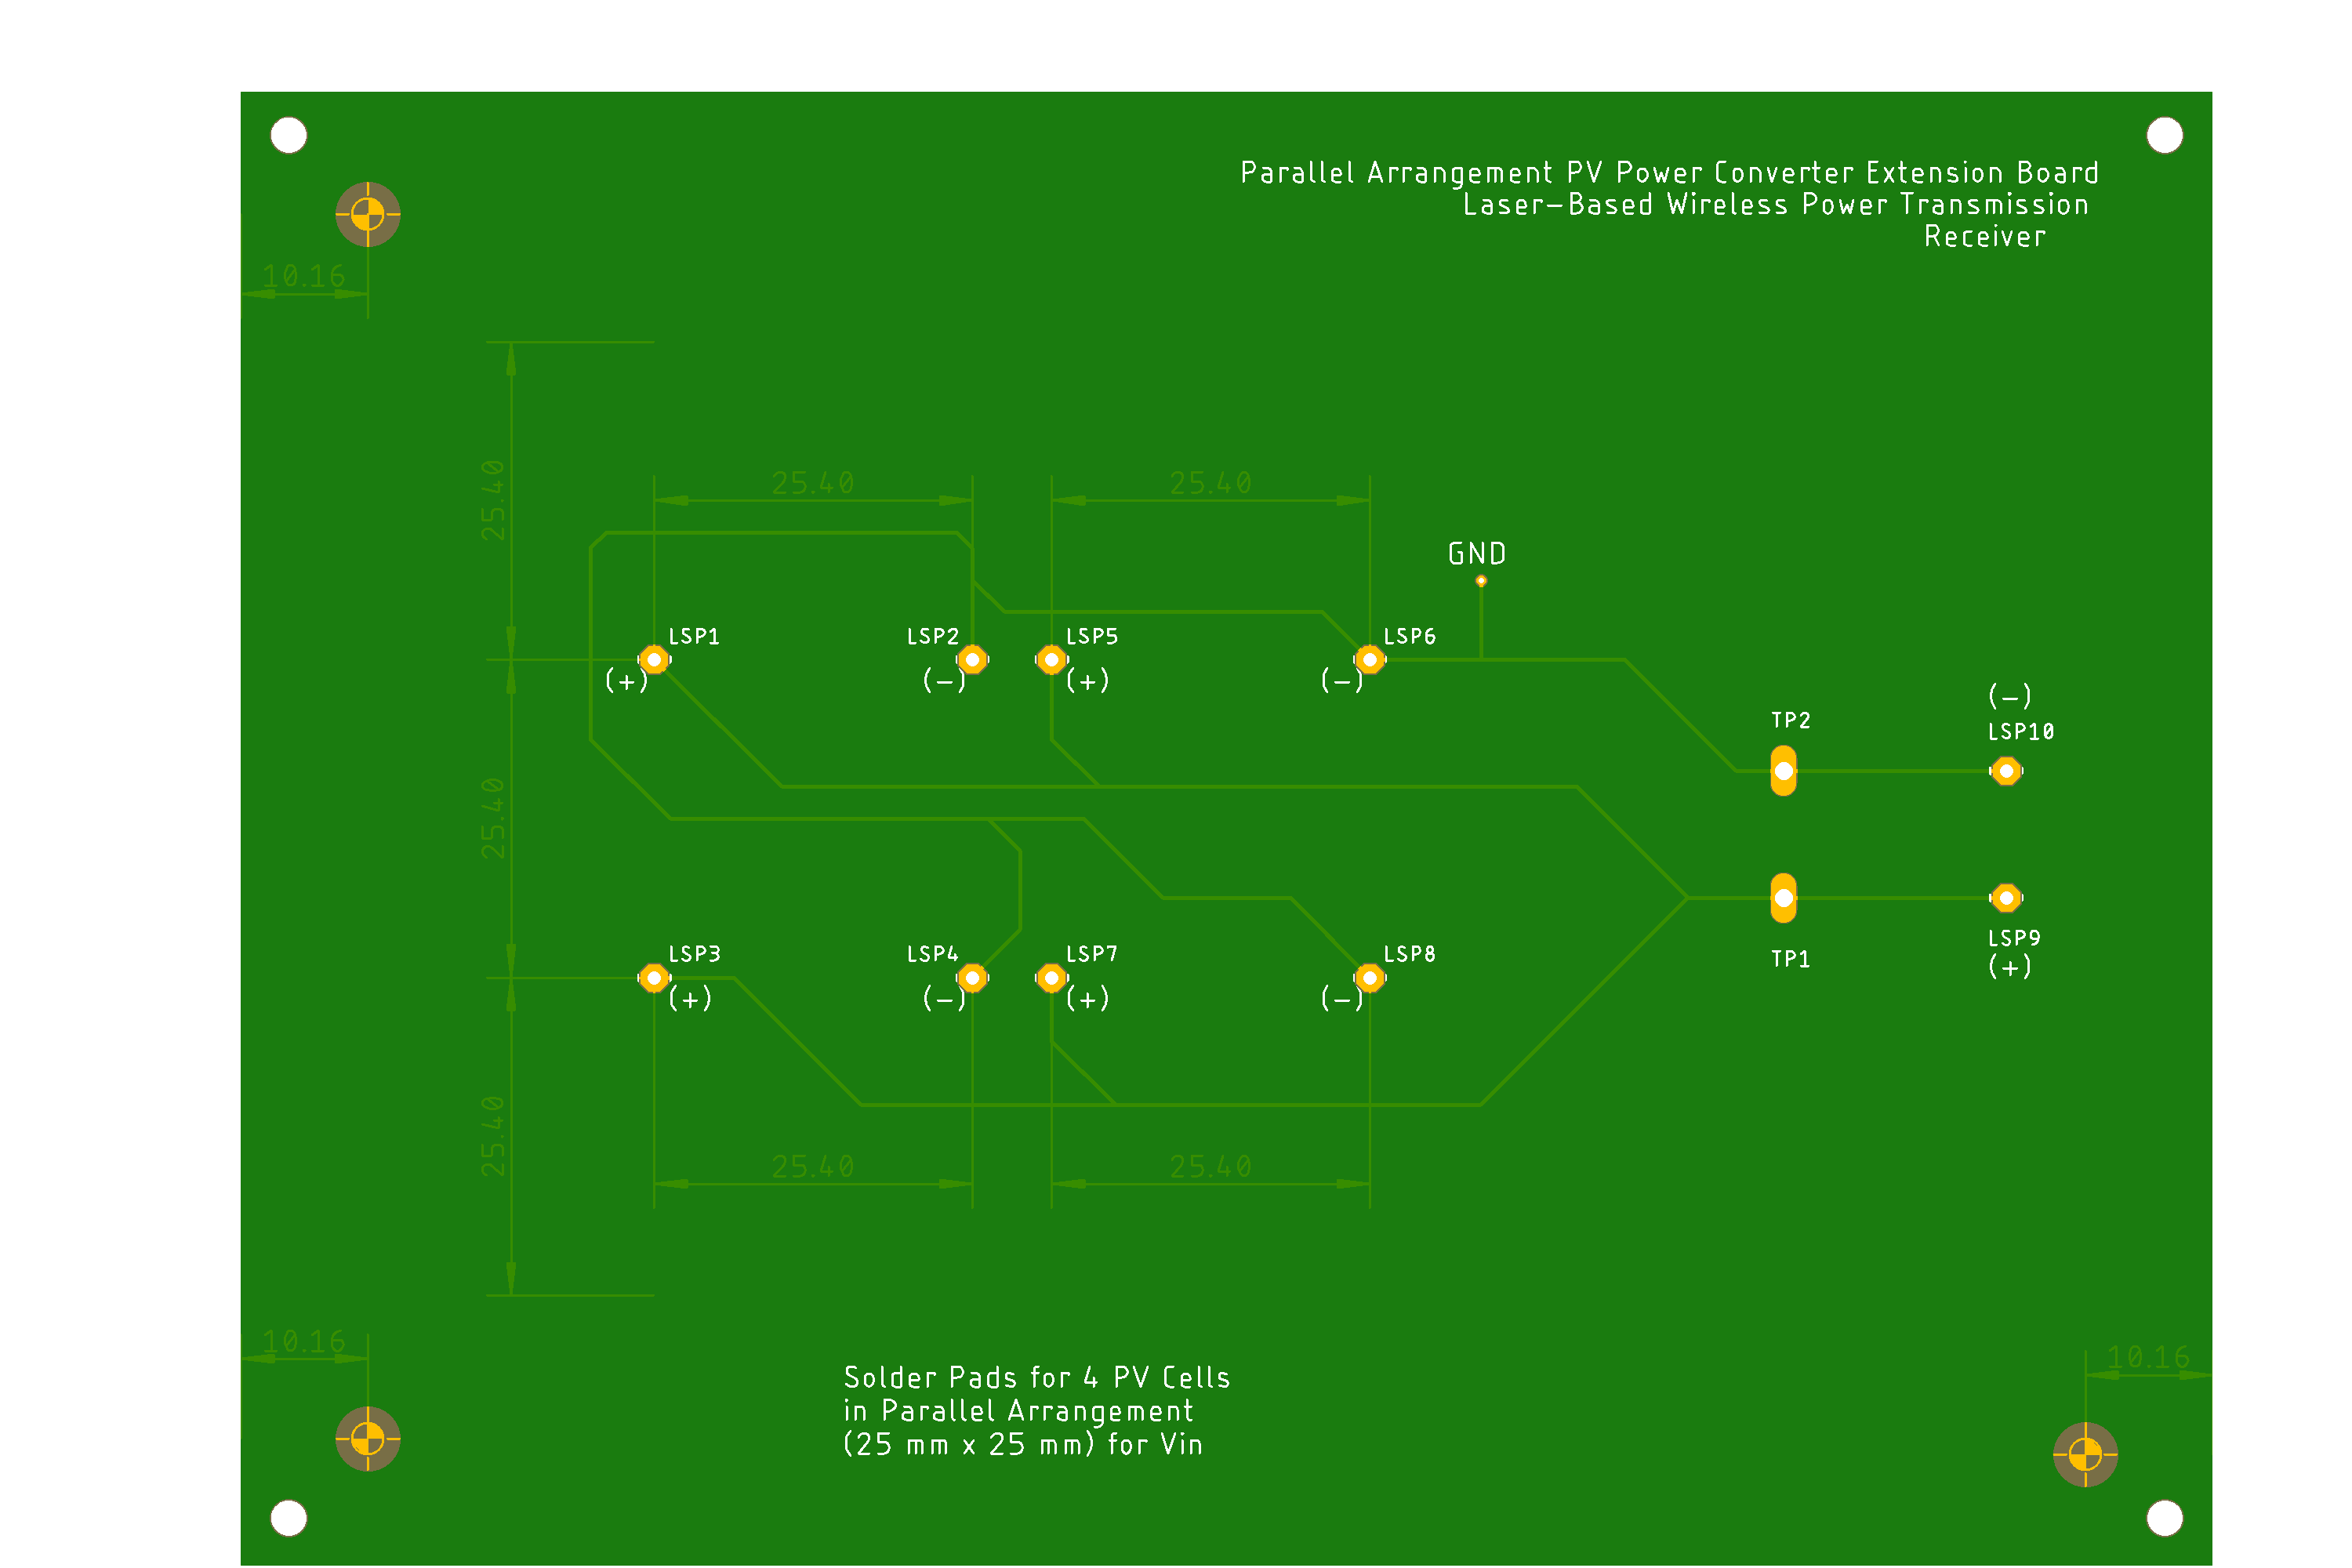 Parallel Arrangement PV Power Converter Extension Board
Laser-Based Wireless Power Transmission
Receiver
10.16
25.40
25.40
25.40
GND
LSP1
LSP2
LSP5
LSP6
(+)
(-)
(+)
(-)
(-)
TP2
LSP10
25.40
LSP3
LSP4
LSP7
LSP8
LSP9
TP1
(+)
(+)
(-)
(+)
(-)
25.40
25.40
25.40
10.16
10.16
Solder Pads for 4 PV Cells
in Parallel Arrangement
(25 mm x 25 mm) for Vin